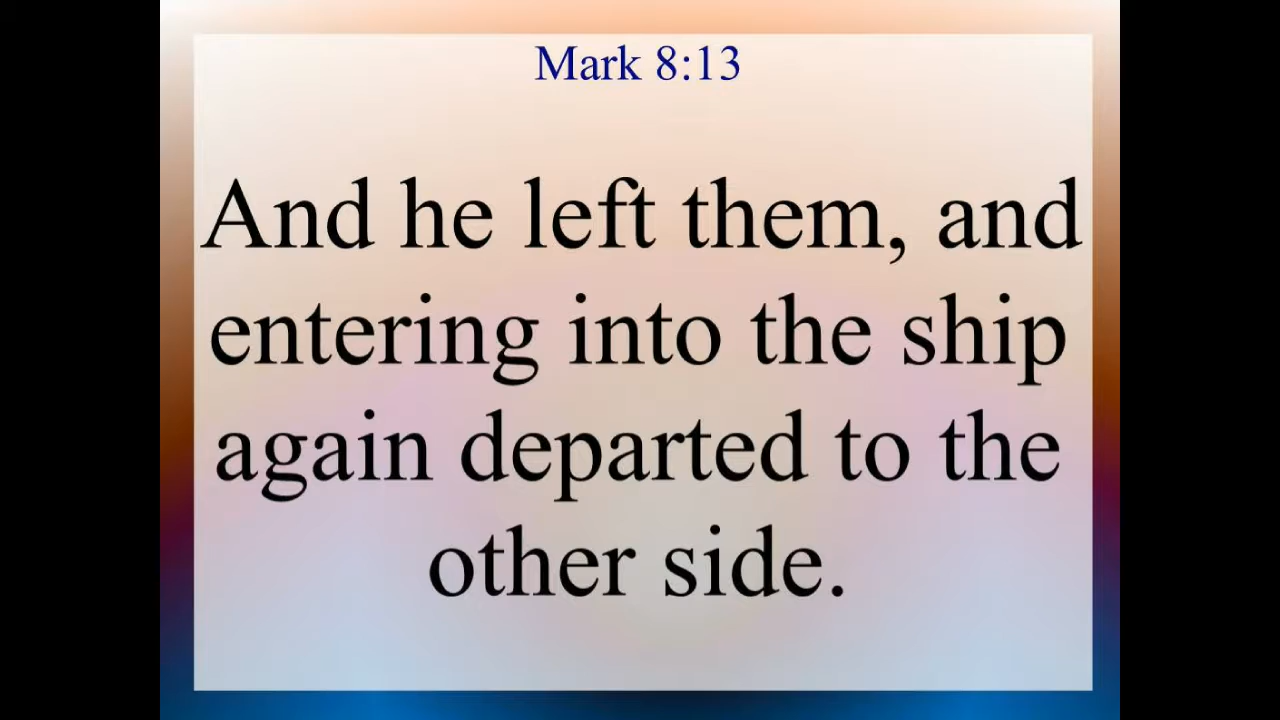 Mark 8:13
And he left them, and
entering into the ship
again departed to the
other side.